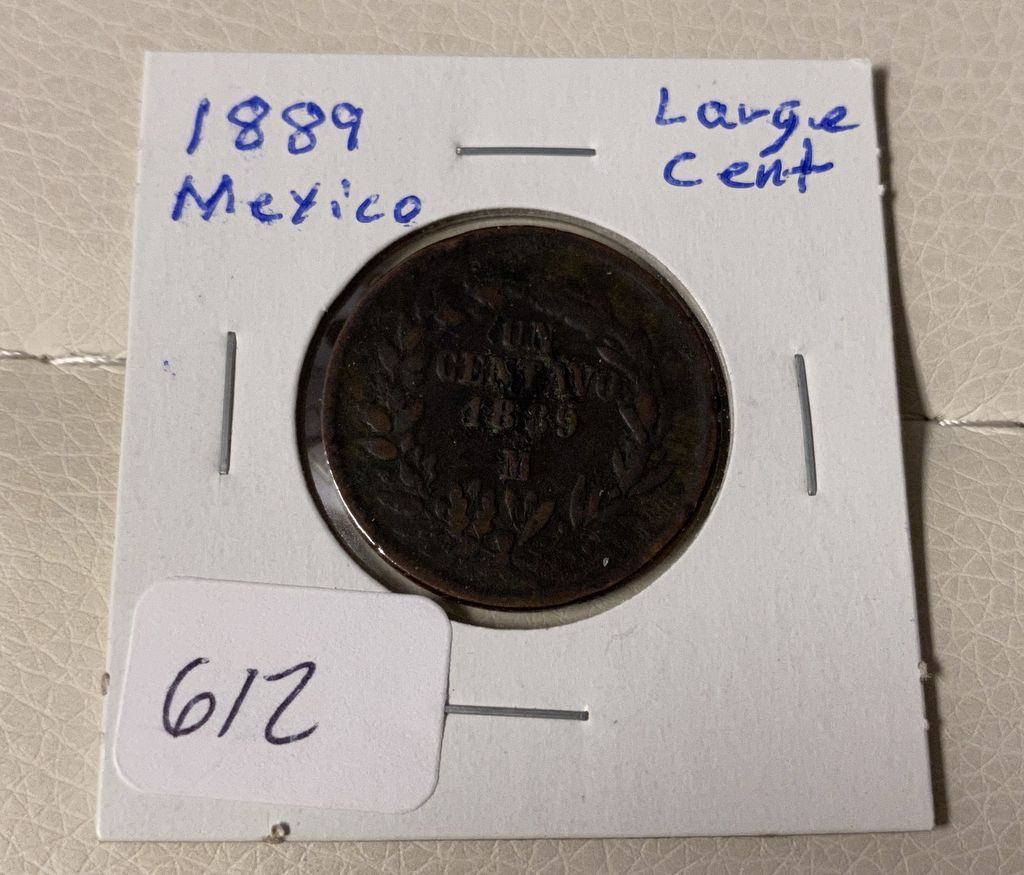 1889
Mexico
Large
Cent
UN
CENTAVO
1889
M
612